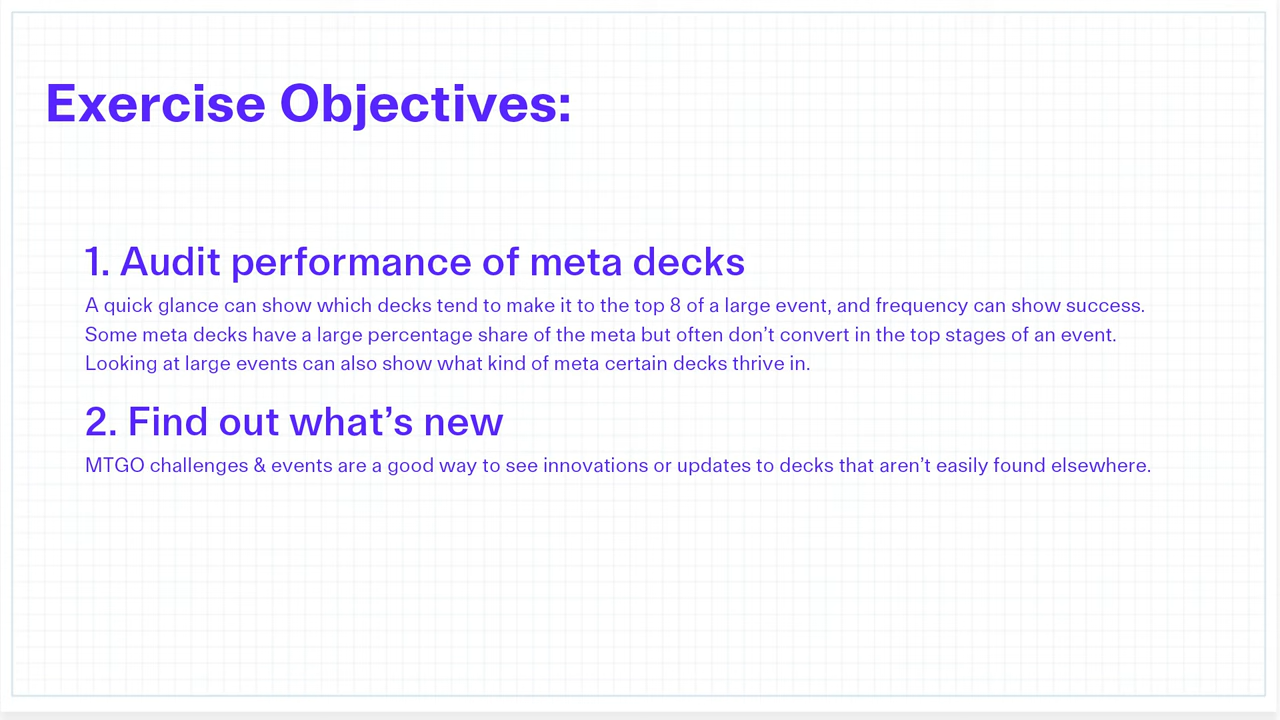 Exercise Objectives:
1. Audit performance of meta decks
A quick glance can show which decks tend to make it to the top 8 of a large event, and frequency can show success.
Some meta decks have a large percentage share of the meta but often don’t convert in the top stages of an event.
Looking at large events can also show what kind of meta certain decks thrive in.
2. Find out what’s new
MTGO challenges & events are a good way to see innovations or updates to decks that aren’t easily found elsewhere.